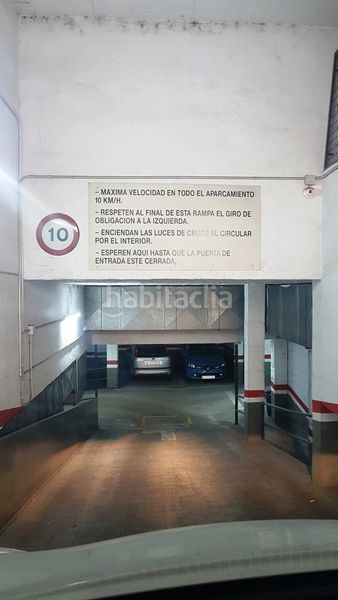 - MAXIMA VELOCIDAD EN TODO EL APARCAMIENTO
10 KM/H.
- RESPETEN AL FINAL DE ESTA RAMPA EL GIRO DE
OBLIGACION A LA IZQUIERDA.
- ENCIENDAN LAS LUCES DE CRUCE AL CIRCULAR
POR EL INTERIOR.
- ESPEREN AQUI HASTA QUE LA PUERTA DE
ENTRADA ESTE CERRADA,
10
habitaclia